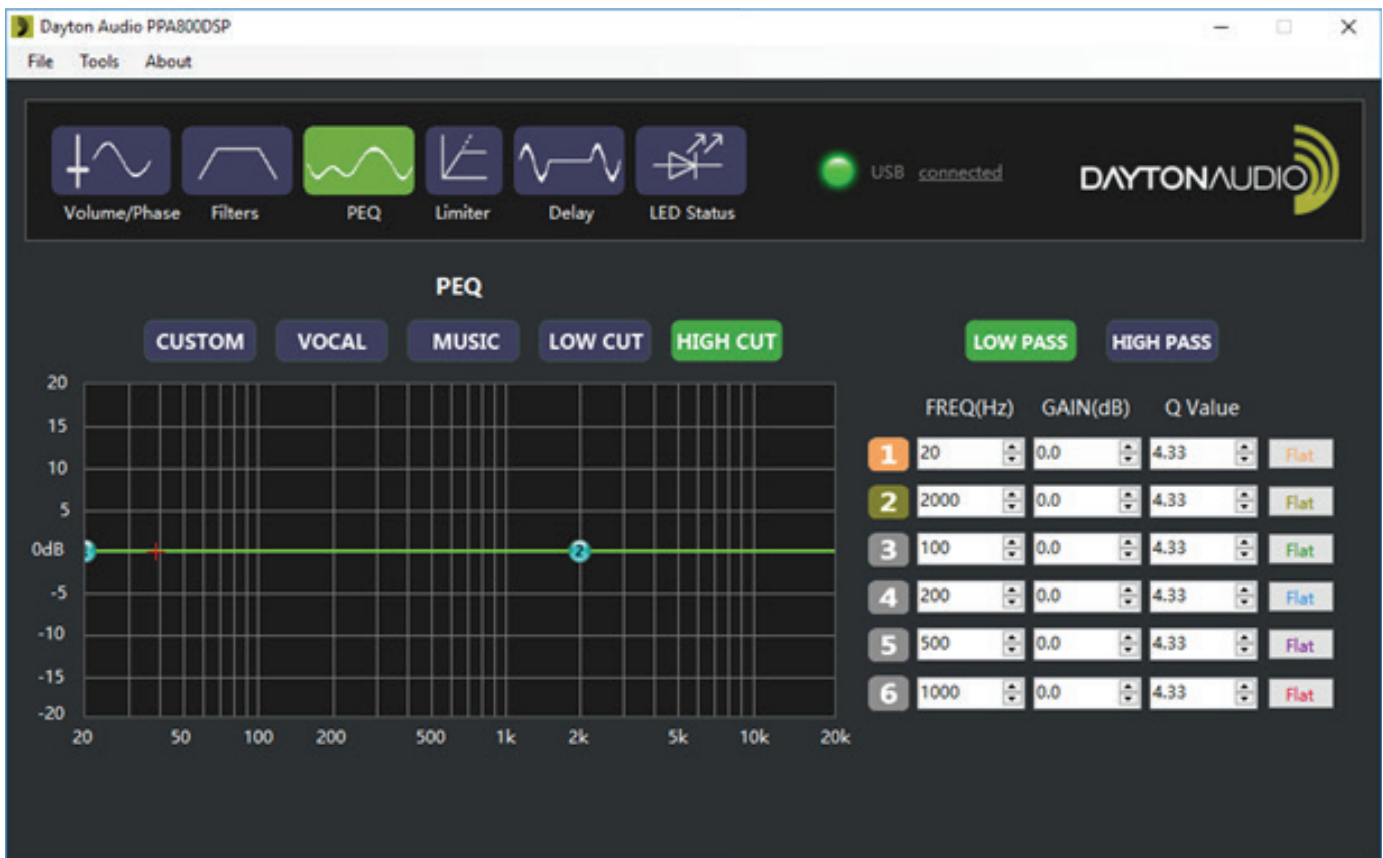 Dayton Audio PPA800DSP
File Tools About
Volume/Phase Filters PEQ Limiter Delay LED Status
USB connected
DAYTON AUDIO
PEQ
CUSTOM VOCAL MUSIC LOW CUT HIGH CUT
LOW PASS HIGH PASS
FREQ(Hz) GAIN(dB) Q Value
20
15
10
5
0dB
-5
-10
-15
-20
20 50 100 200 500 1k 2k 5k 10k 20k
2
1 20 0.0 4.33 Flat
2 2000 0.0 4.33 Flat
3 100 0.0 4.33 Flat
4 200 0.0 4.33 Flat
5 500 0.0 4.33 Flat
6 1000 0.0 4.33 Flat